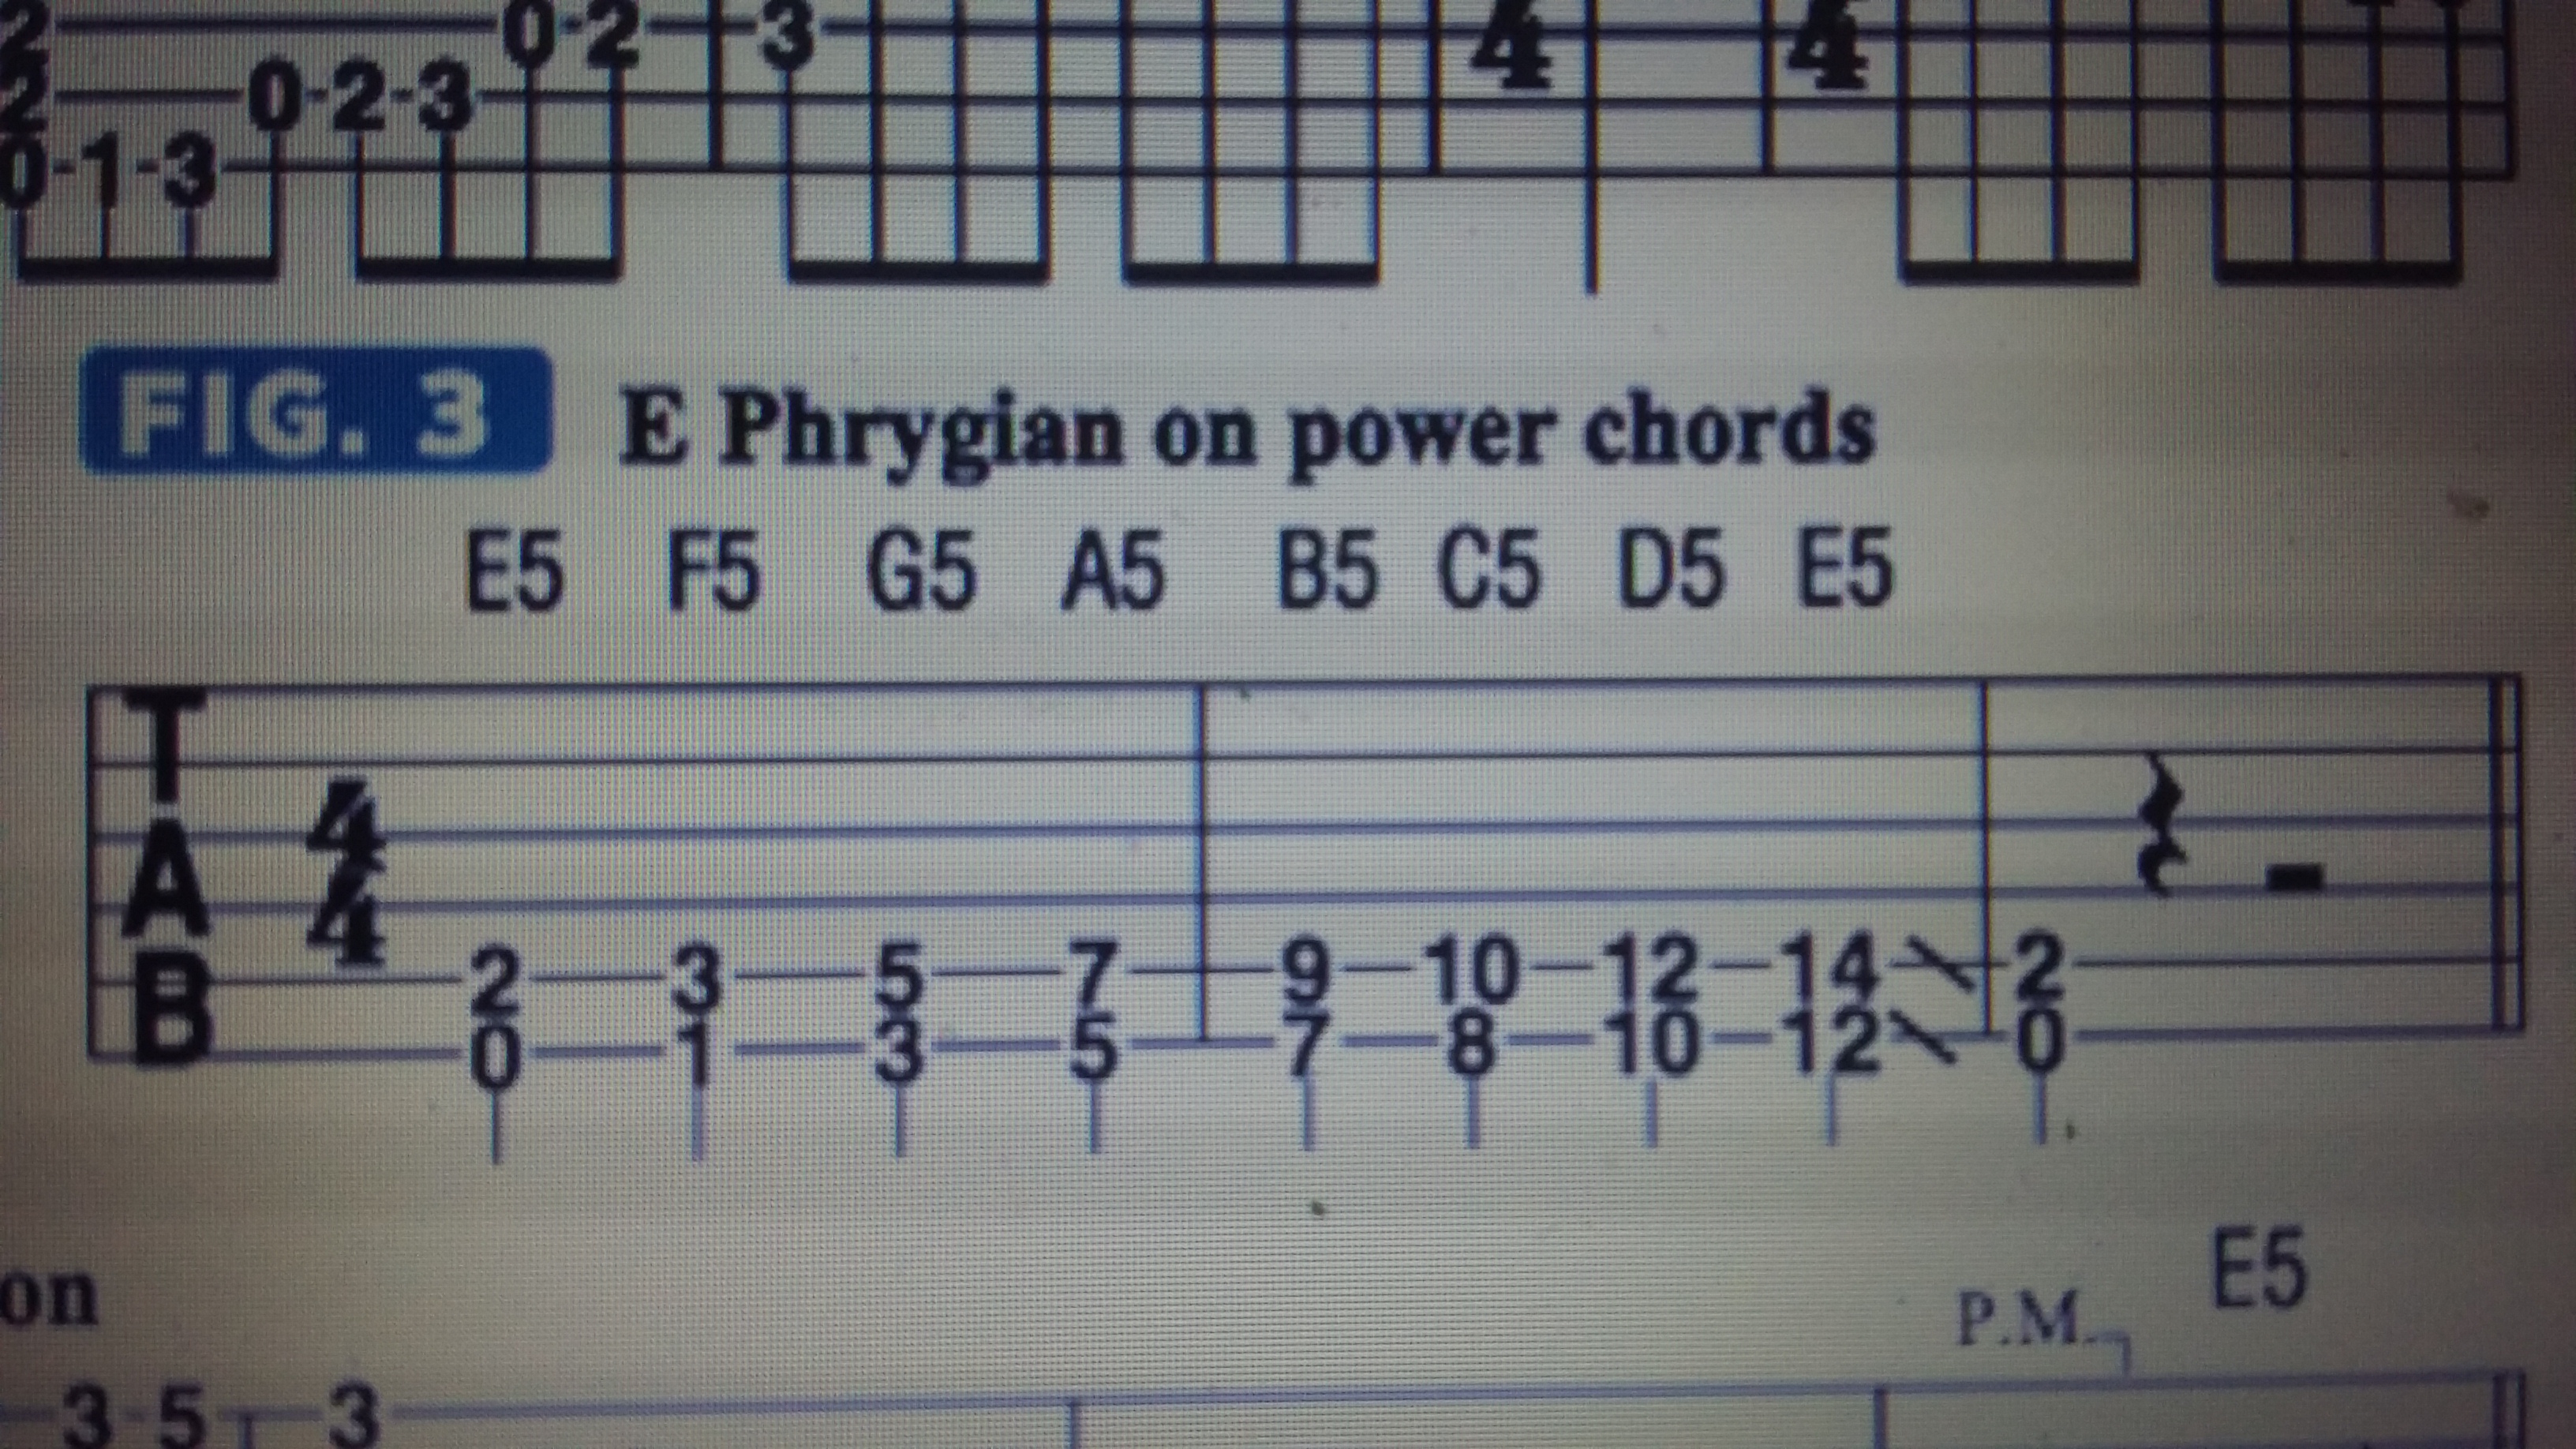 2 0-2 3 4 4
2 0-2-3
0-1-3
FIG. 3 E Phrygian on power chords
E5 F5 G5 A5 B5 C5 D5 E5
T
A
B
4
4
2 3 5 7 9 10 12 14 2
0 1 3 5 7 8 10 12 0
E5
on
P.M.
3 5 3